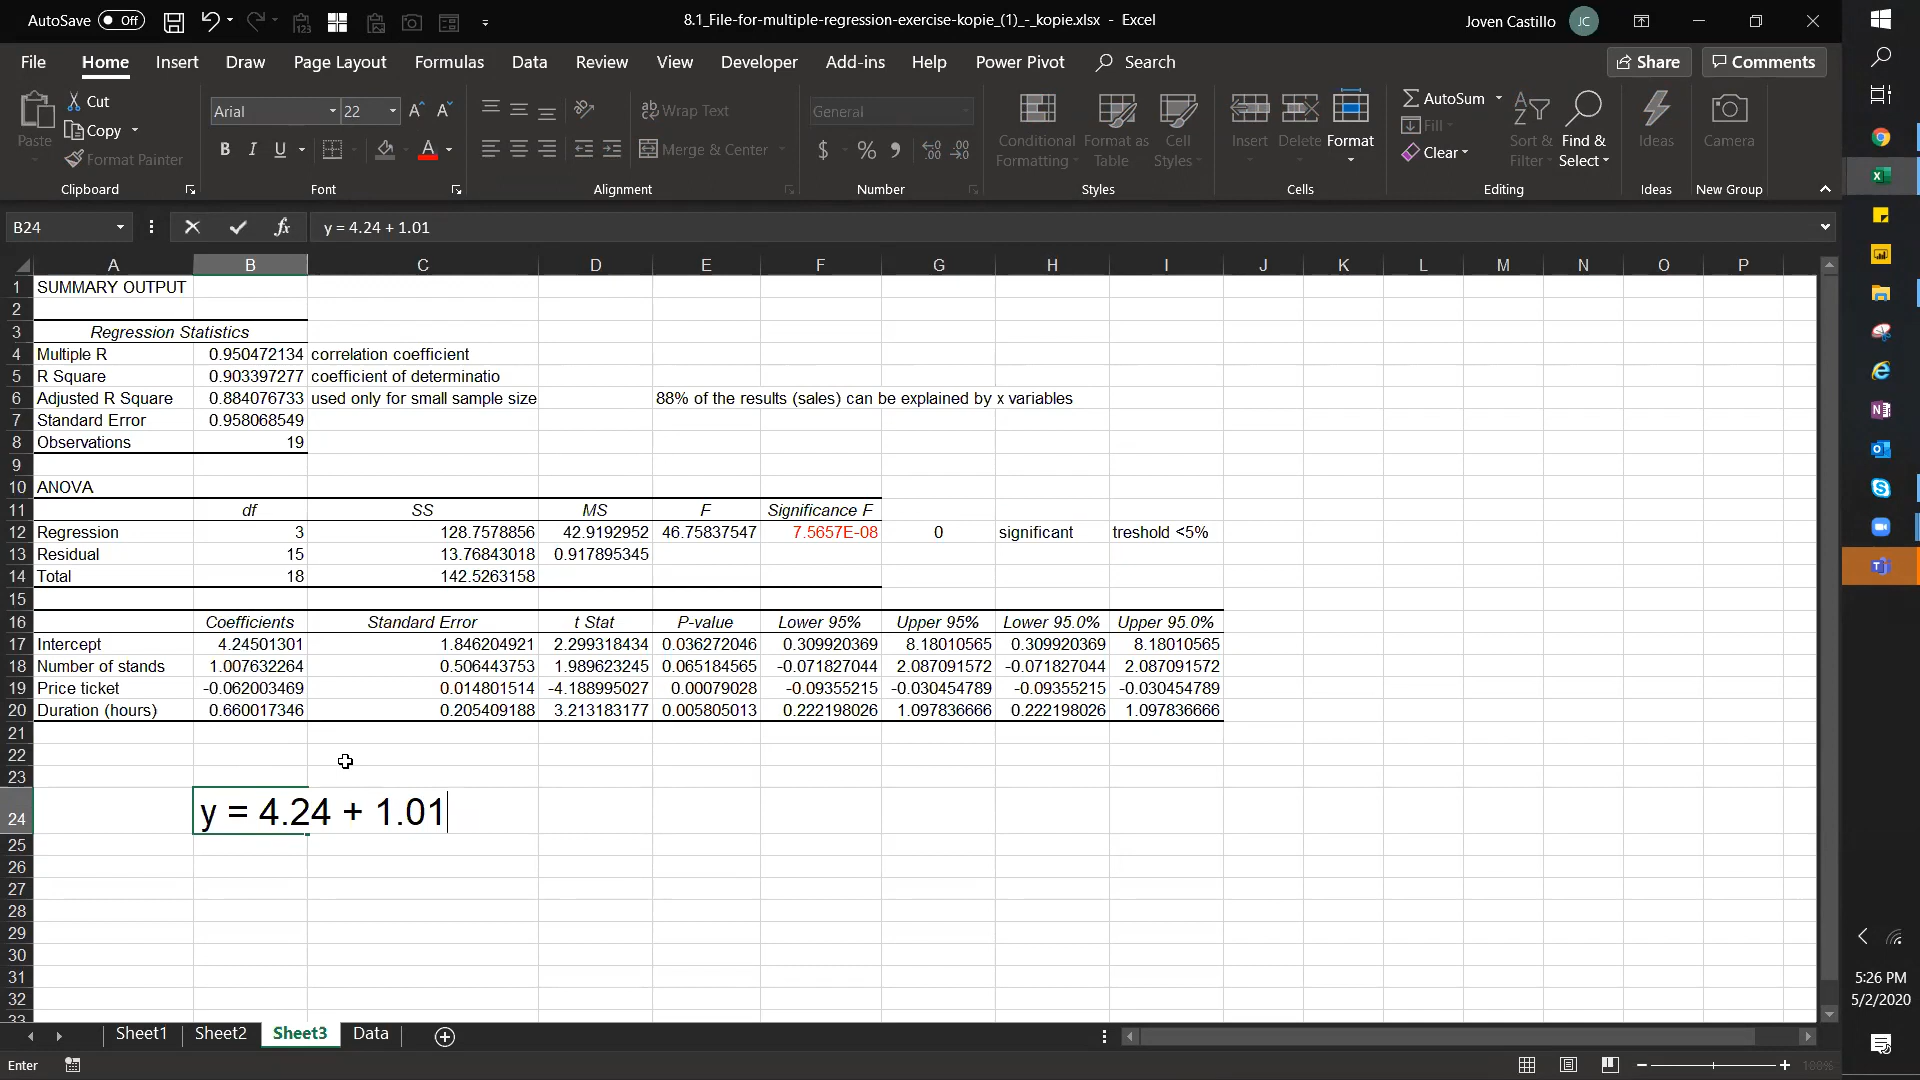 AutoSave Off 8.1_File-for-multiple-regression-exercise-kopie_(1)_-_kopie.xlsx - Excel Joven Castillo JC
File Home Insert Draw Page Layout Formulas Data Review View Developer Add-ins Help Power Pivot Search Share Comments
Paste Cut Copy Format Painter Clipboard
Arial 22 B I U A Font
Wrap Text Merge & Center Alignment
General $ % Number
Conditional Formatting Format as Table Cell Styles Styles
Insert Delete Format Cells
AutoSum Fill Clear Sort & Filter Find & Select Editing
Ideas Ideas
Camera New Group
B24 fx y = 4.24 + 1.01
A B C D E F G H I J K L M N O P
1 SUMMARY OUTPUT
2
3 Regression Statistics
4 Multiple R 0.950472134 correlation coefficient
5 R Square 0.903397277 coefficient of determinatio
6 Adjusted R Square 0.884076733 used only for small sample size 88% of the results (sales) can be explained by x variables
7 Standard Error 0.958068549
8 Observations 19
9
10 ANOVA
11 df SS MS F Significance F
12 Regression 3 128.7578856 42.9192952 46.75837547 7.5657E-08 0 significant treshold <5%
13 Residual 15 13.76843018 0.917895345
14 Total 18 142.5263158
15
16 Coefficients Standard Error t Stat P-value Lower 95% Upper 95% Lower 95.0% Upper 95.0%
17 Intercept 4.24501301 1.846204921 2.299318434 0.036272046 0.309920369 8.18010565 0.309920369 8.18010565
18 Number of stands 1.007632264 0.506443753 1.989623245 0.065184565 -0.071827044 2.087091572 -0.071827044 2.087091572
19 Price ticket -0.062003469 0.014801514 -4.188995027 0.00079028 -0.09355215 -0.030454789 -0.09355215 -0.030454789
20 Duration (hours) 0.660017346 0.205409188 3.213183177 0.005805013 0.222198026 1.097836666 0.222198026 1.097836666
21
22
23
24 y = 4.24 + 1.01
25
26
27
28
29
30
31
32
33
Sheet1 Sheet2 Sheet3 Data
Enter 100%
5:26 PM
5/2/2020